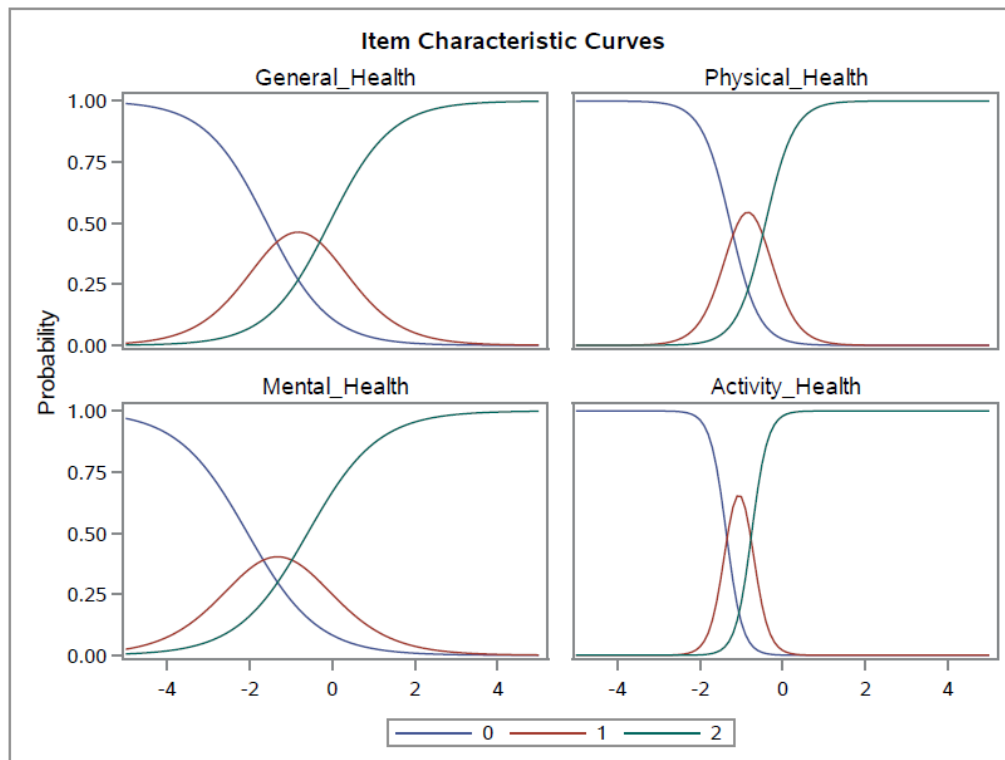 Item Characteristic Curves
General_Health Physical_Health
1.00
0.75
0.50
0.25
0.00
Probability
Mental_Health Activity_Health
1.00
0.75
0.50
0.25
0.00
-4 -2 0 2 4 -4 -2 0 2 4
0 1 2